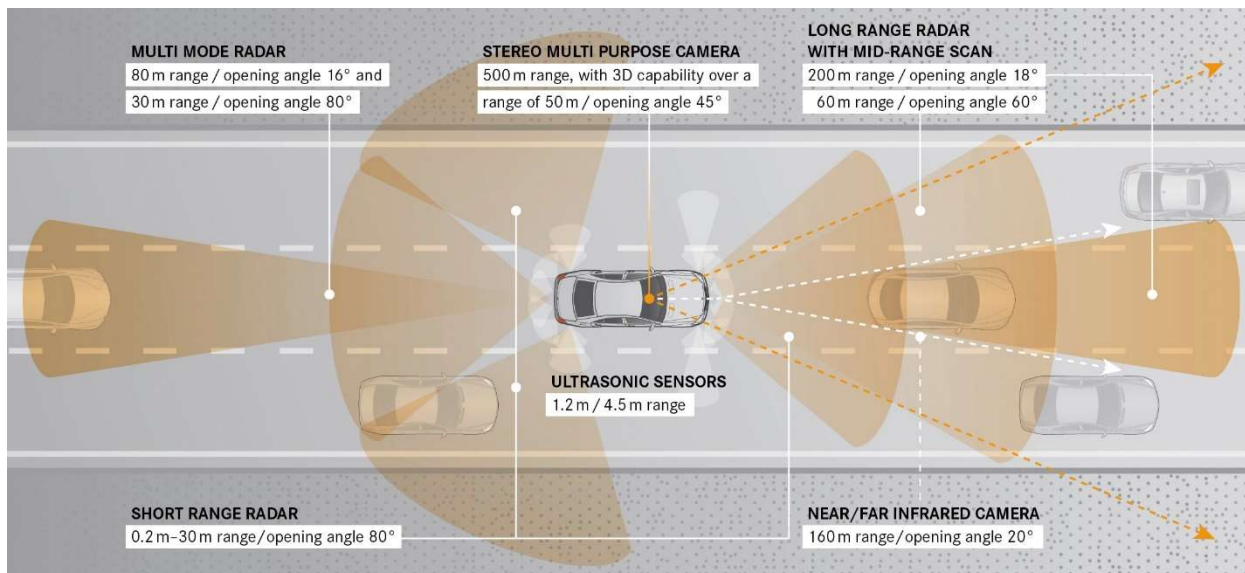 MULTI MODE RADAR
80 m range / opening angle 16° and
30 m range / opening angle 80°
STEREO MULTI PURPOSE CAMERA
500 m range, with 3D capability over a
range of 50 m / opening angle 45°
LONG RANGE RADAR
WITH MID-RANGE SCAN
200 m range / opening angle 18°
60 m range / opening angle 60°
ULTRASONIC SENSORS
1.2 m / 4.5 m range
SHORT RANGE RADAR
0.2 m–30 m range/opening angle 80°
NEAR/FAR INFRARED CAMERA
160 m range/opening angle 20°